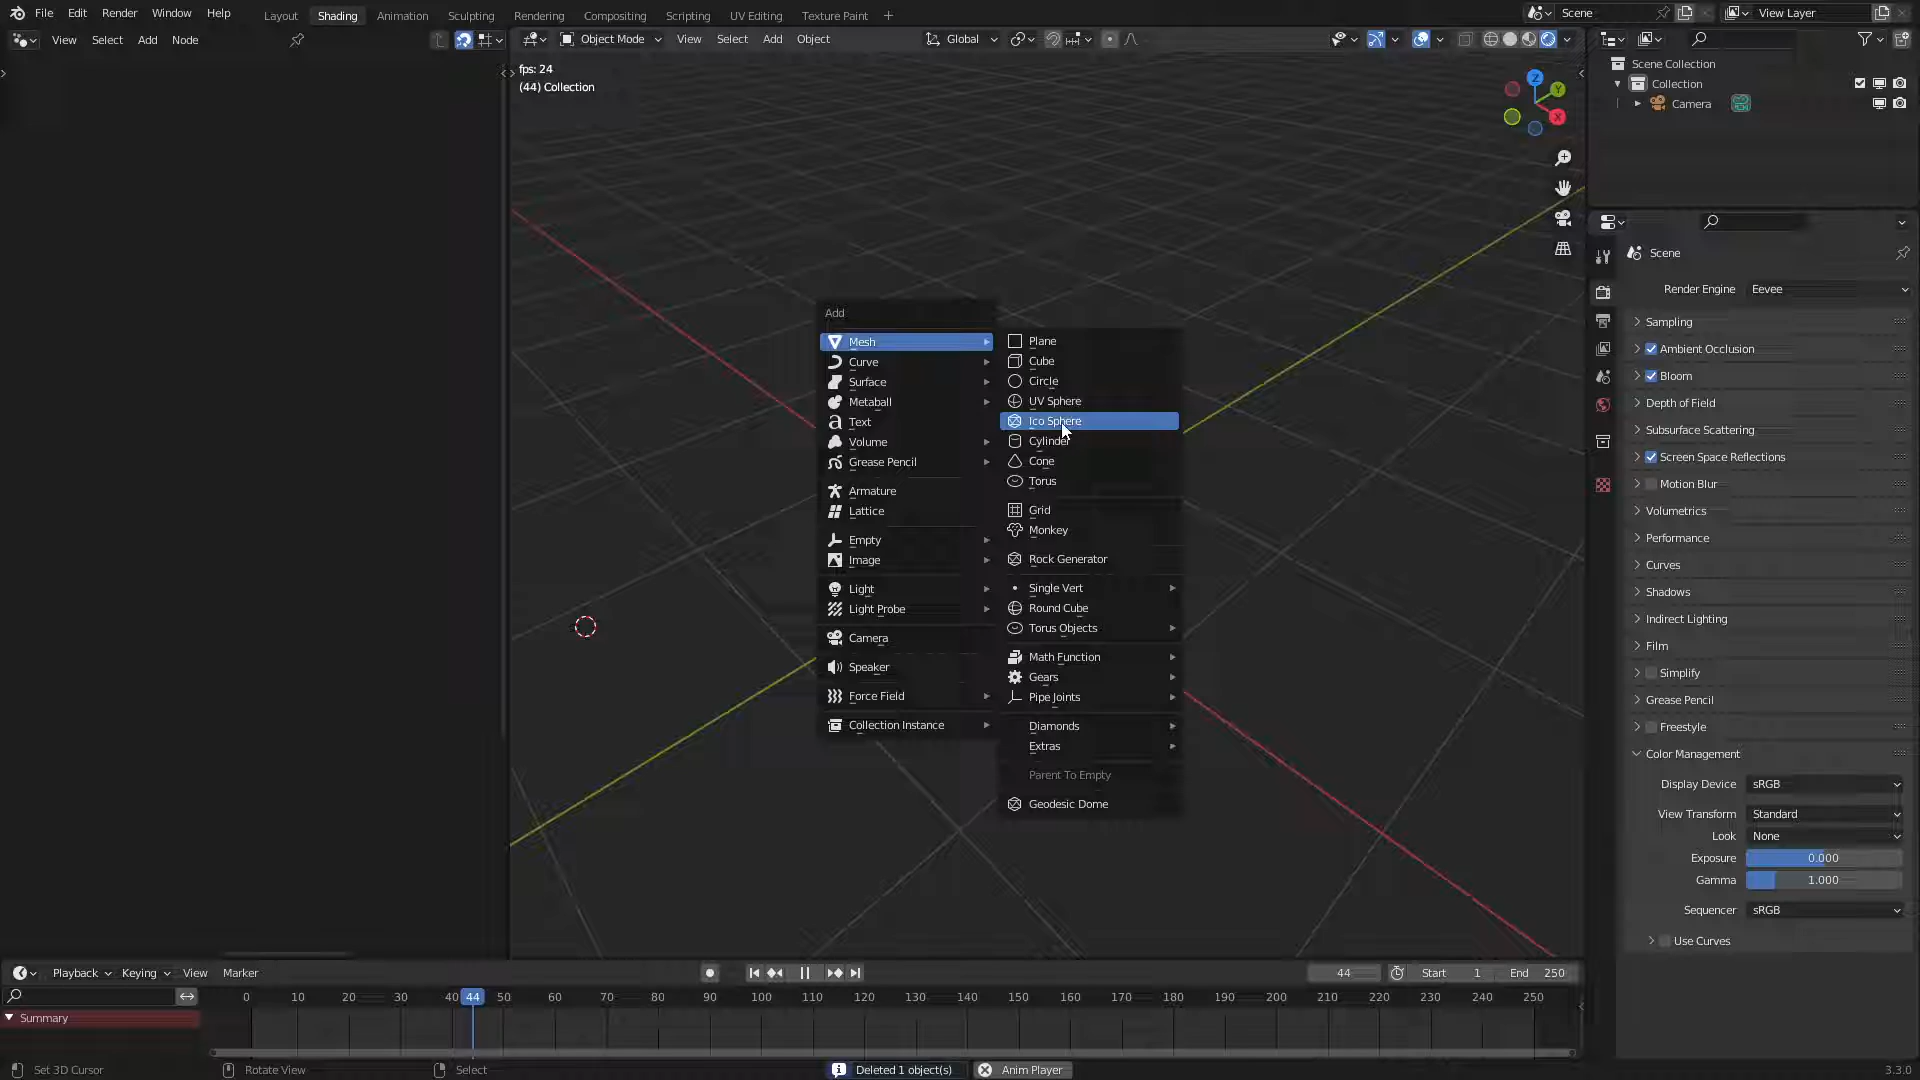 File Edit Render Window Help
Layout Shading Animation Sculpting Rendering Compositing Scripting UV Editing Texture Paint +
Scene
View Layer
View Select Add Node
Object Mode View Select Add Object
Global
fps: 24
(44) Collection
Z
Y
X
Scene Collection
Collection
Camera
Scene
Render Engine Eevee
Sampling
Ambient Occlusion
Bloom
Depth of Field
Subsurface Scattering
Screen Space Reflections
Motion Blur
Volumetrics
Performance
Curves
Shadows
Indirect Lighting
Film
Simplify
Grease Pencil
Freestyle
Color Management
Display Device sRGB
View Transform Standard
Look None
Exposure 0.000
Gamma 1.000
Sequencer sRGB
Use Curves
Add
Mesh
Curve
Surface
Metaball
Text
Volume
Grease Pencil
Armature
Lattice
Empty
Image
Light
Light Probe
Camera
Speaker
Force Field
Collection Instance
Plane
Cube
Circle
UV Sphere
Ico Sphere
Cylinder
Cone
Torus
Grid
Monkey
Rock Generator
Single Vert
Round Cube
Torus Objects
Math Function
Gears
Pipe Joints
Diamonds
Extras
Parent To Empty
Geodesic Dome
Playback Keying View Marker
44 Start 1 End 250
0 10 20 30 40 44 50 60 70 80 90 100 110 120 130 140 150 160 170 180 190 200 210 220 230 240 250
Summary
Set 3D Cursor Rotate View Select Deleted 1 object(s) Anim Player 3.3.0